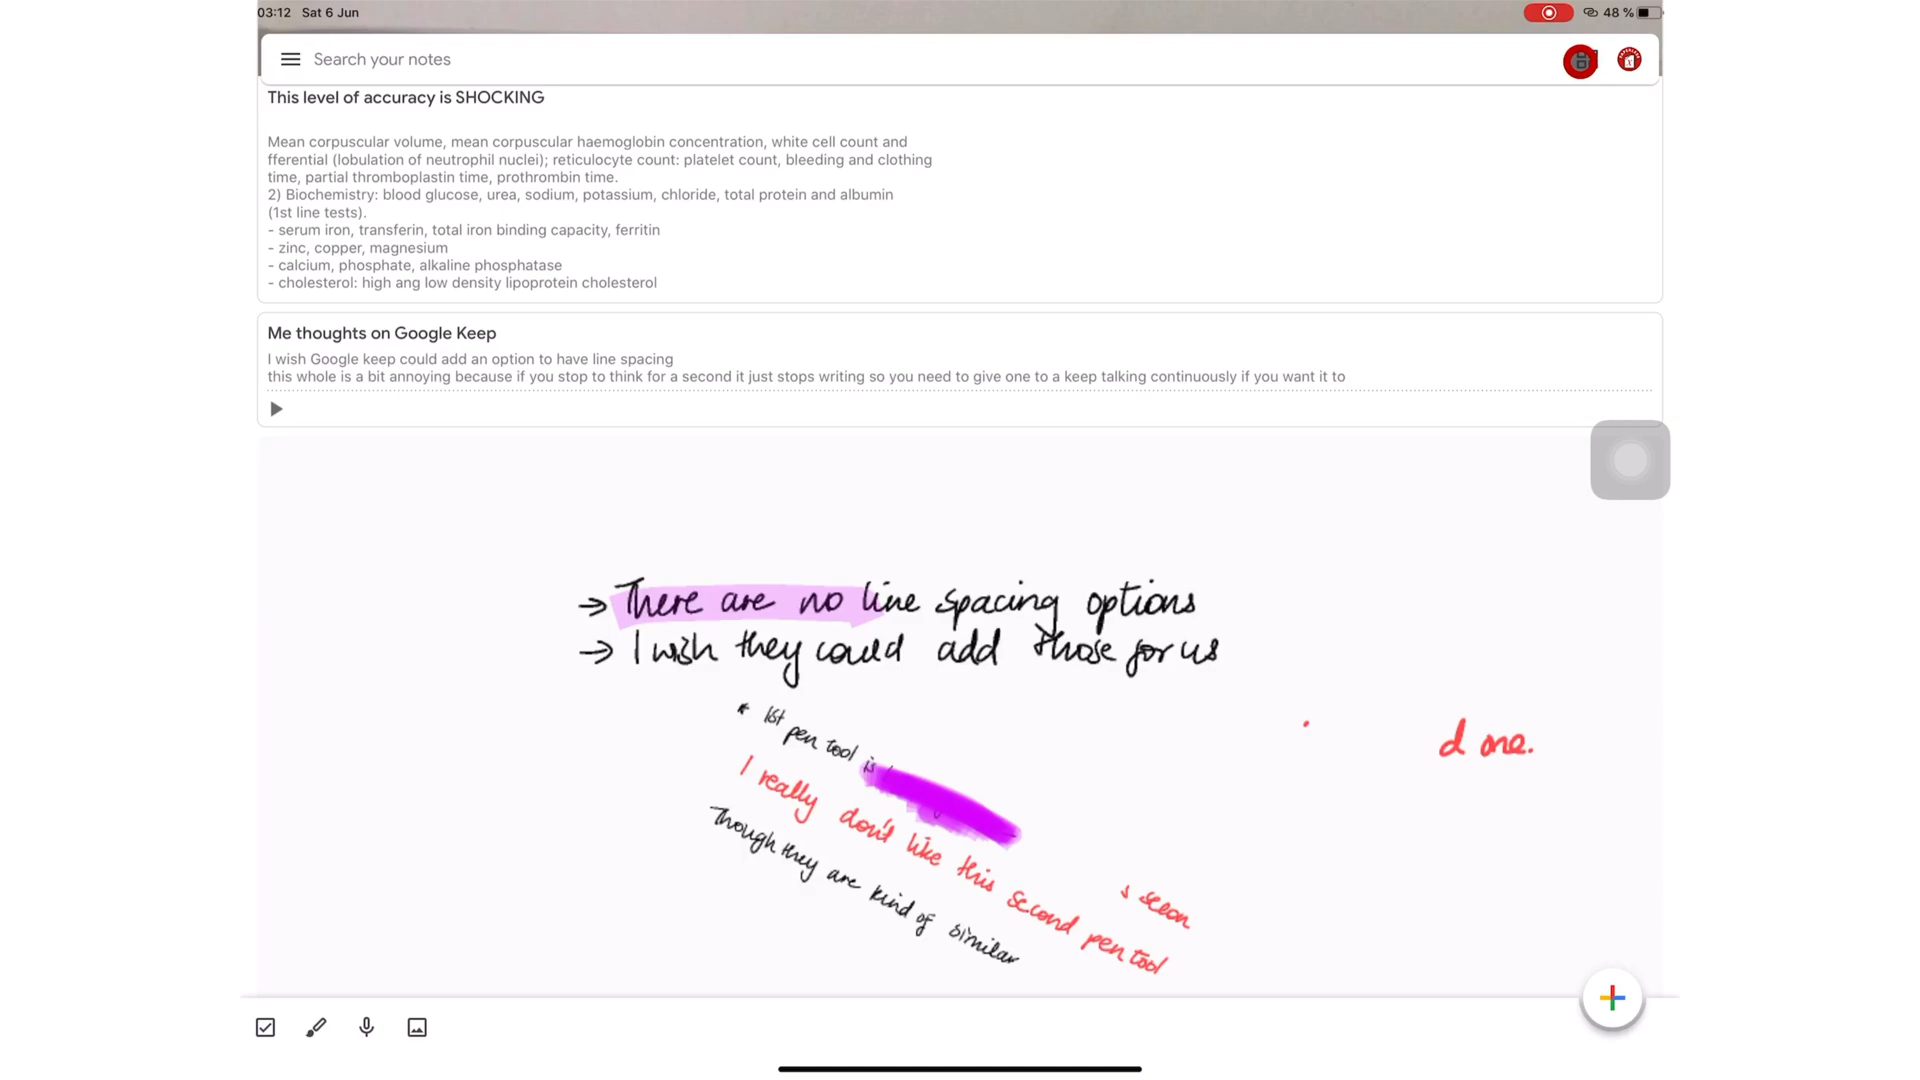 03:12 Sat 6 Jun
48 %
Search your notes
This level of accuracy is SHOCKING
Mean corpuscular volume, mean corpuscular haemoglobin concentration, white cell count and
fferential (lobulation of neutrophil nuclei); reticulocyte count: platelet count, bleeding and clothing
time, partial thromboplastin time, prothrombin time.
2) Biochemistry: blood glucose, urea, sodium, potassium, chloride, total protein and albumin
(1st line tests).
- serum iron, transferin, total iron binding capacity, ferritin
- zinc, copper, magnesium
- calcium, phosphate, alkaline phosphatase
- cholesterol: high ang low density lipoprotein cholesterol
Me thoughts on Google Keep
I wish Google keep could add an option to have line spacing
this whole is a bit annoying because if you stop to think for a second it just stops writing so you need to give one to a keep talking continuously if you want it to
→ There are no line spacing options
→ I wish they could add those for us
* 1st pen tool is
I really don't like this second pen tool
Though they are kind of similar
s secon
done.